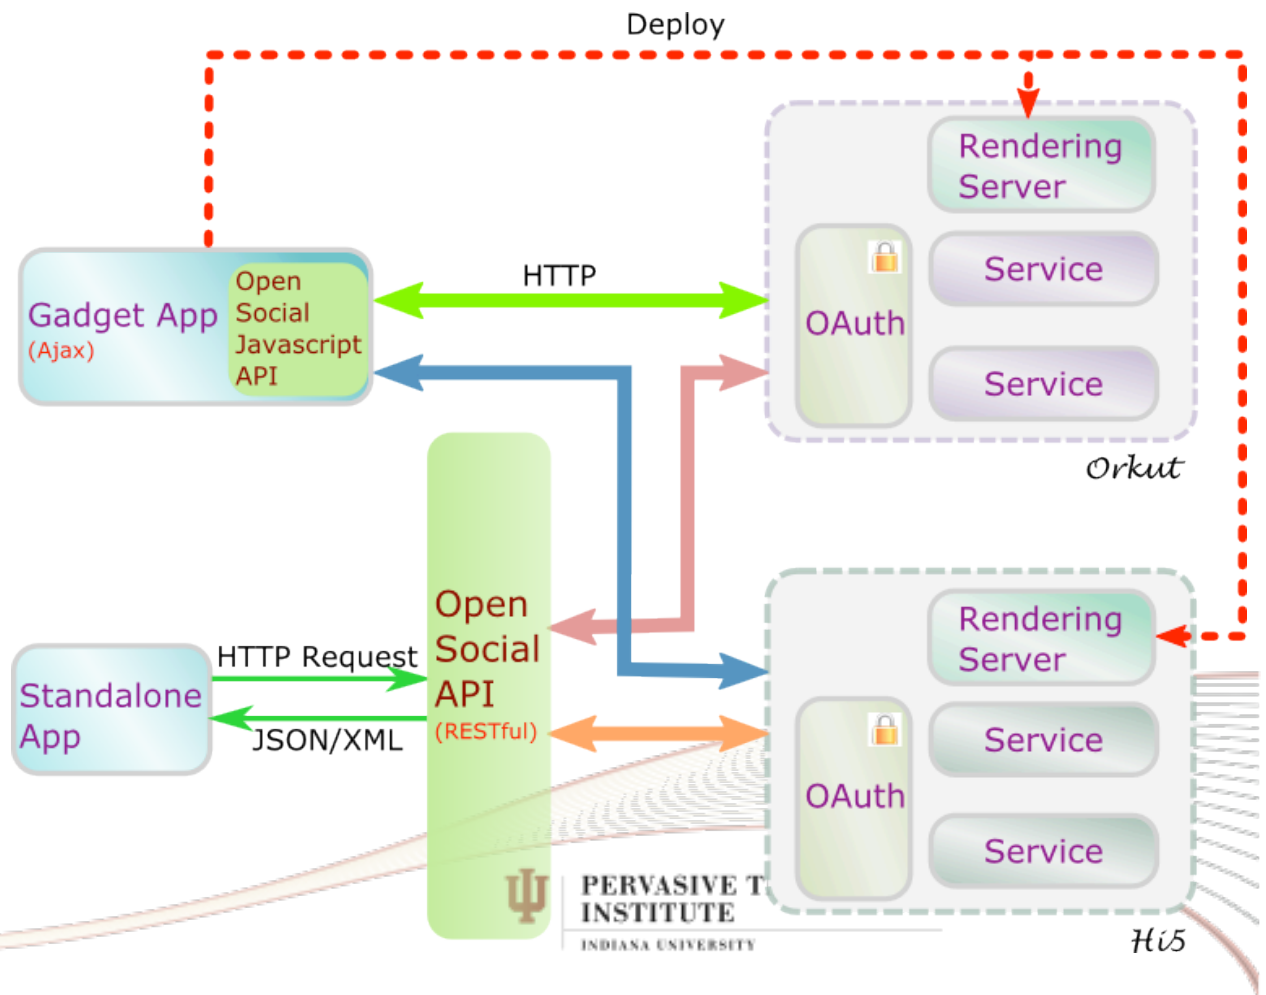 Deploy
Rendering
Server
Service
OAuth
Service
Orkut
HTTP
Gadget App
(Ajax)
Open
Social
Javascript
API
Open
Social
API
(RESTful)
HTTP Request
JSON/XML
Standalone
App
Rendering
Server
Service
OAuth
Service
Hi5
PERVASIVE T
INSTITUTE
INDIANA UNIVERSITY